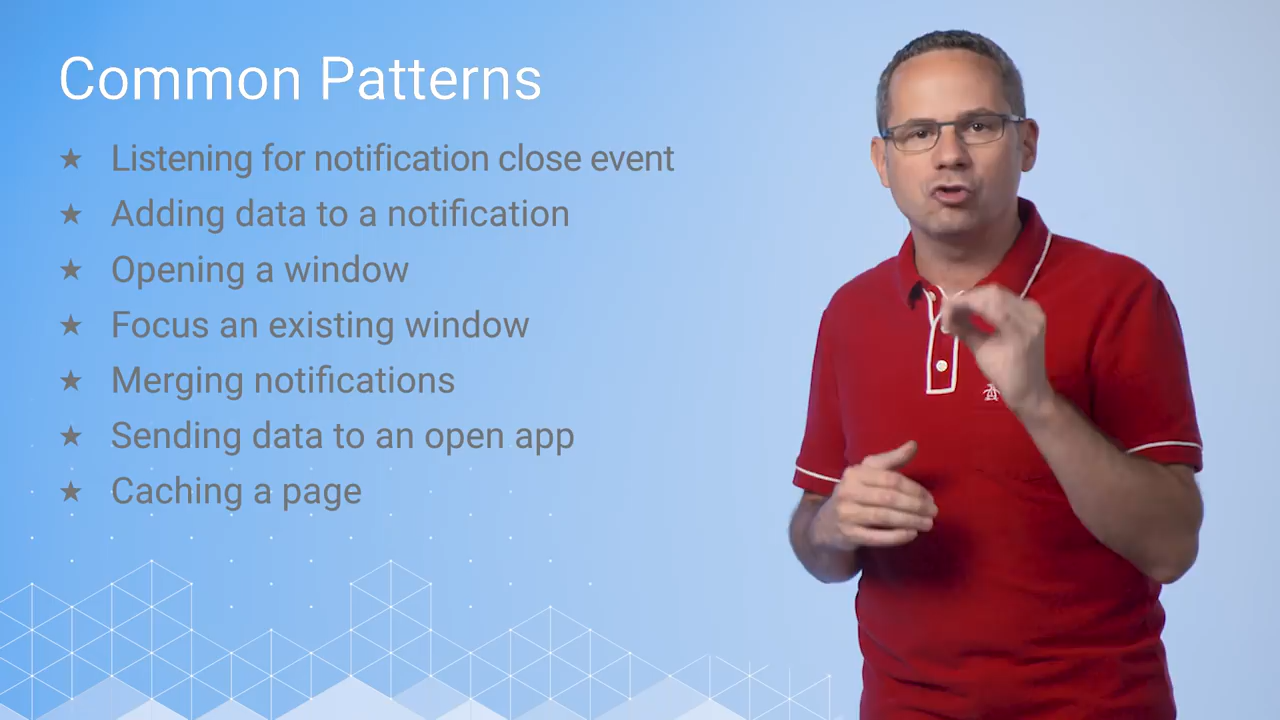 Common Patterns
★ Listening for notification close event
★ Adding data to a notification
★ Opening a window
★ Focus an existing window
★ Merging notifications
★ Sending data to an open app
★ Caching a page